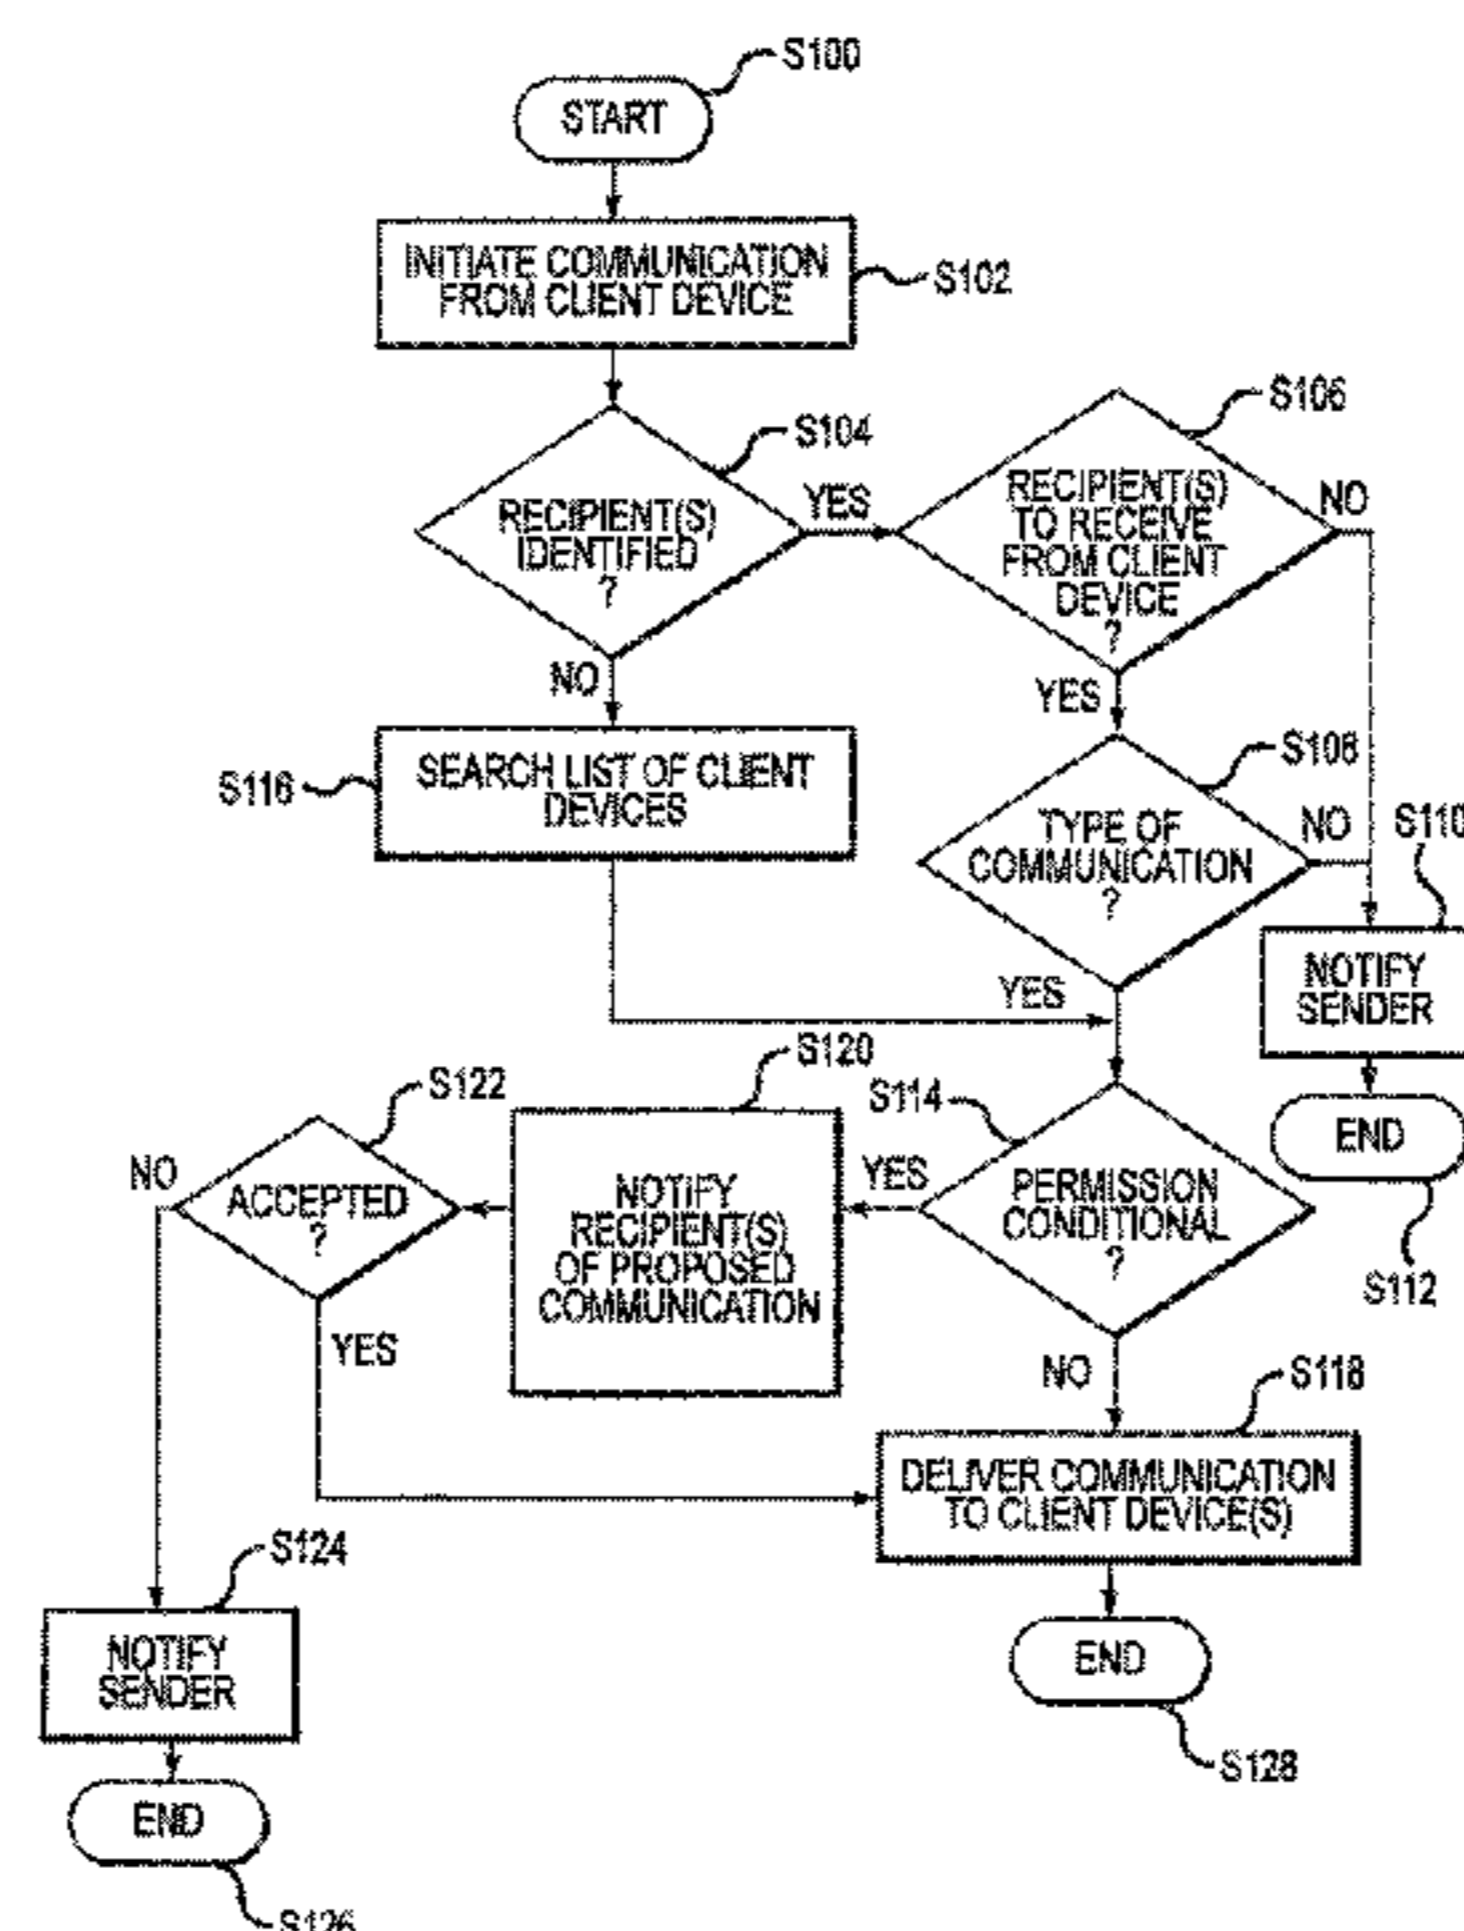 S100
START
INITIATE COMMUNICATION
FROM CLIENT DEVICE
S102
S104
RECIPIENT(S)
IDENTIFIED
?
YES
NO
S106
RECIPIENT(S)
TO RECEIVE
FROM CLIENT
DEVICE
?
NO
YES
S116
SEARCH LIST OF CLIENT
DEVICES
S108
TYPE OF
COMMUNICATION
?
NO
YES
S110
NOTIFY
SENDER
END
S112
S114
PERMISSION
CONDITIONAL
?
YES
NO
S120
NOTIFY
RECIPIENT(S)
OF PROPOSED
COMMUNICATION
S122
ACCEPTED
?
NO
YES
S118
DELIVER COMMUNICATION
TO CLIENT DEVICE(S)
END
S128
S124
NOTIFY
SENDER
END
S126